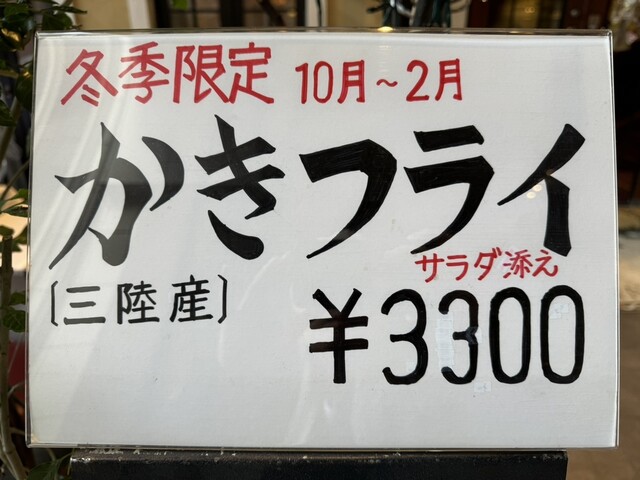 冬季限定 10月~2月
かきフライ
サラダ添え
〔三陸産〕
¥3300